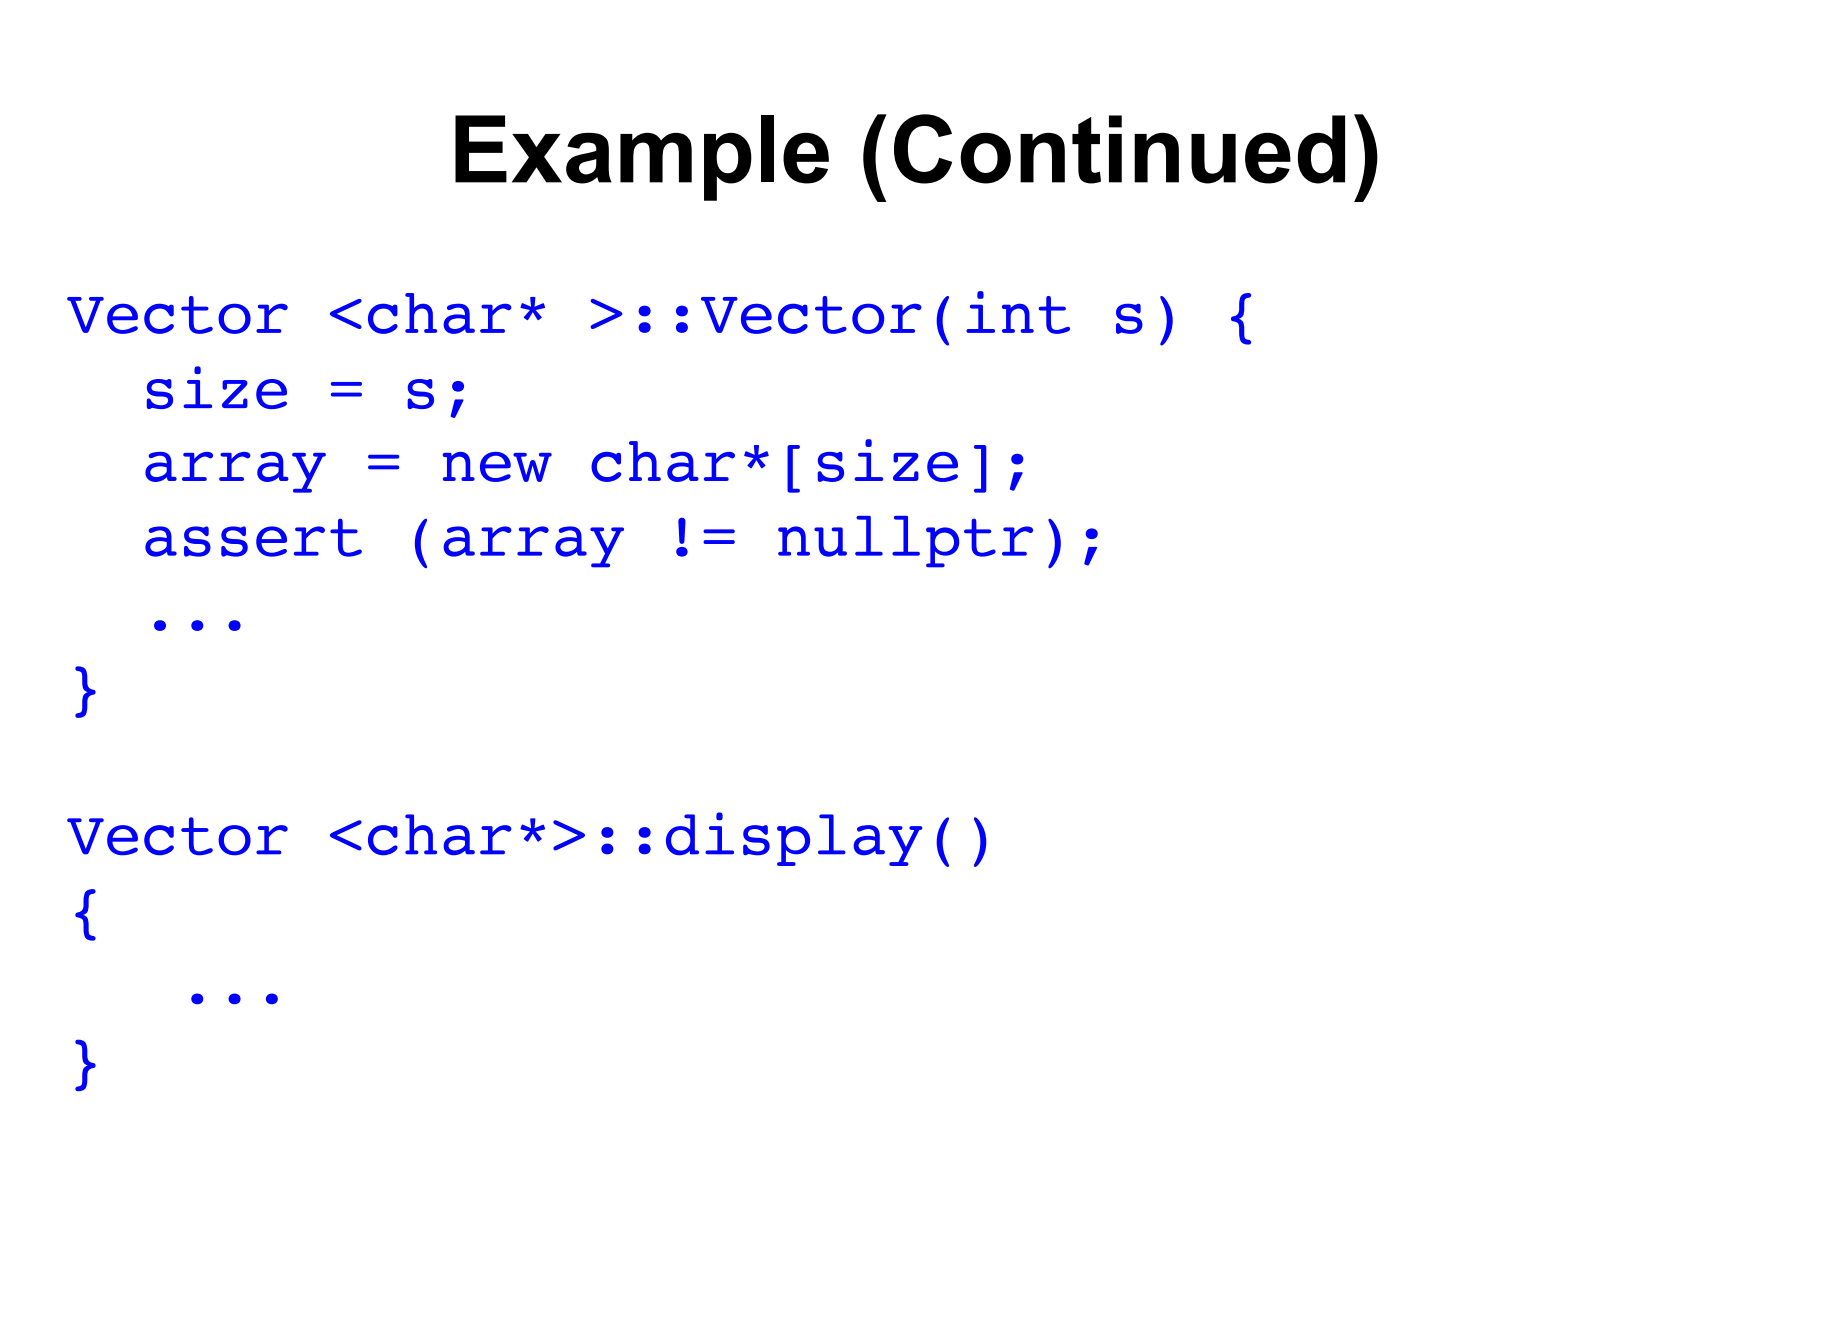 Example (Continued)
Vector <char* >::Vector(int s) {
  size = s;
  array = new char*[size];
  assert (array != nullptr);
  ...
}
Vector <char*>::display()
{
   ...
}